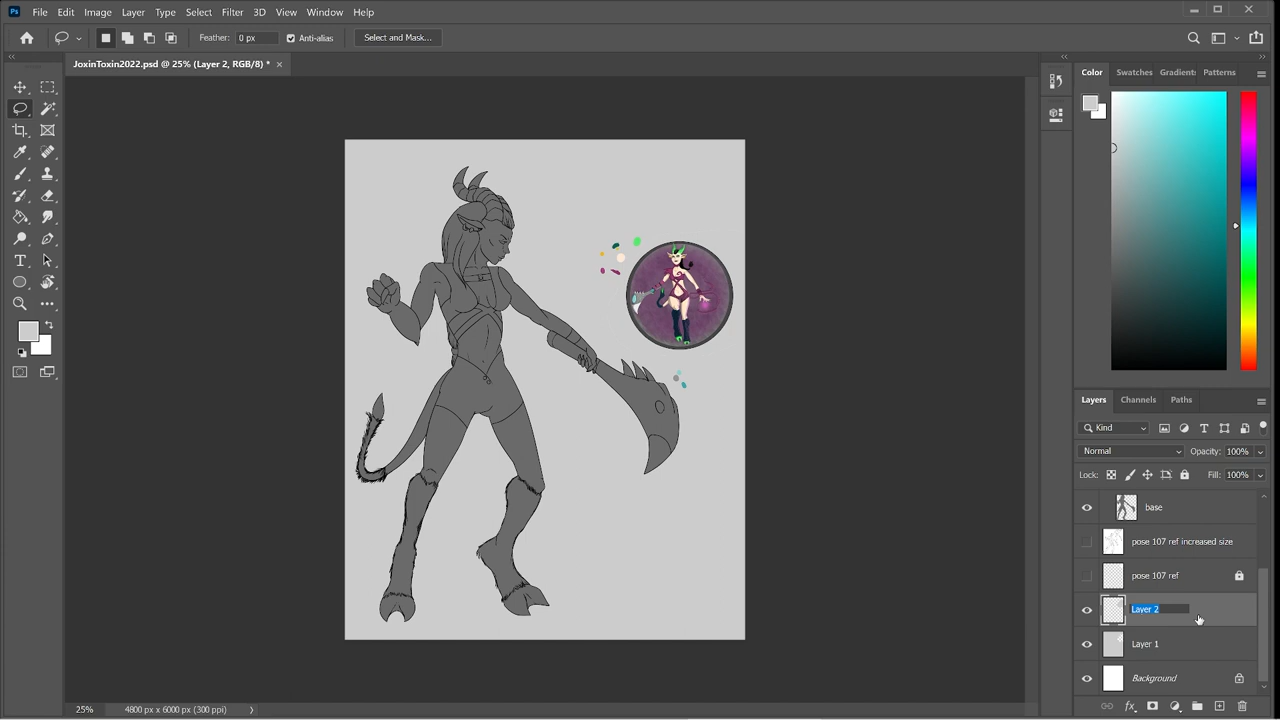 Ps File Edit Image Layer Type Select Filter 3D View Window Help
Feather: 0 px Anti-alias Select and Mask...
JoxinToxin2022.psd @ 25% (Layer 2, RGB/8) *
Color Swatches Gradients Patterns
Layers Channels Paths
Kind
Normal Opacity: 100%
Lock: Fill: 100%
base
pose 107 ref increased size
pose 107 ref
Layer 2
Layer 1
Background
25% 4800 px x 6000 px (300 ppi)